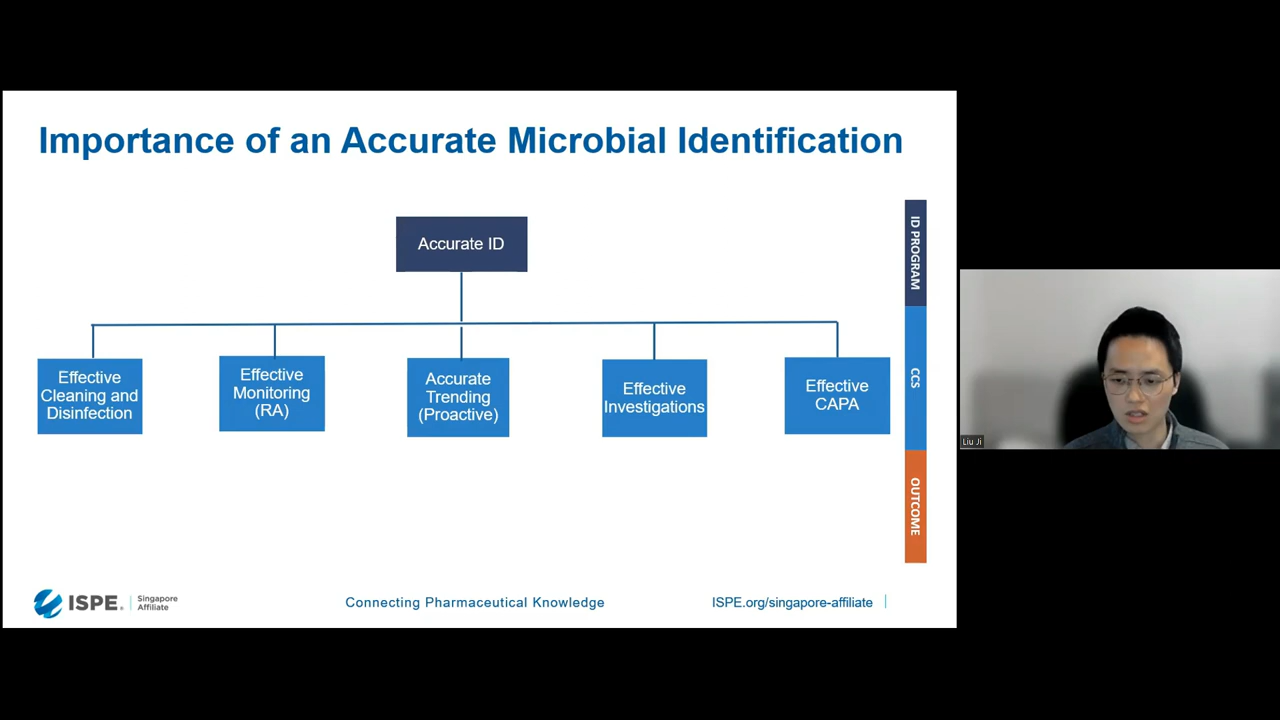 Importance of an Accurate Microbial Identification
Accurate ID
Effective
Cleaning and
Disinfection
Effective
Monitoring
(RA)
Accurate
Trending
(Proactive)
Effective
Investigations
Effective
CAPA
ID PROGRAM
CCS
OUTCOME
ISPE®
Singapore
Affiliate
Connecting Pharmaceutical Knowledge
ISPE.org/singapore-affiliate
Liu Ji